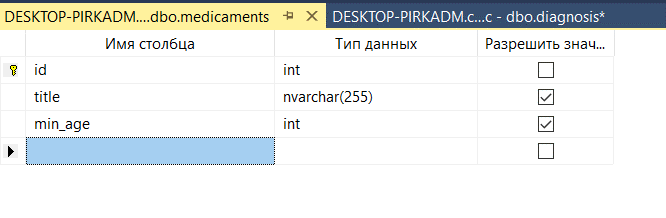 DESKTOP-PIRKADM....dbo.medicaments DESKTOP-PIRKADM.c...c - dbo.diagnosis*
Имя столбца Тип данных Разрешить знач...
id int
title nvarchar(255)
min_age int